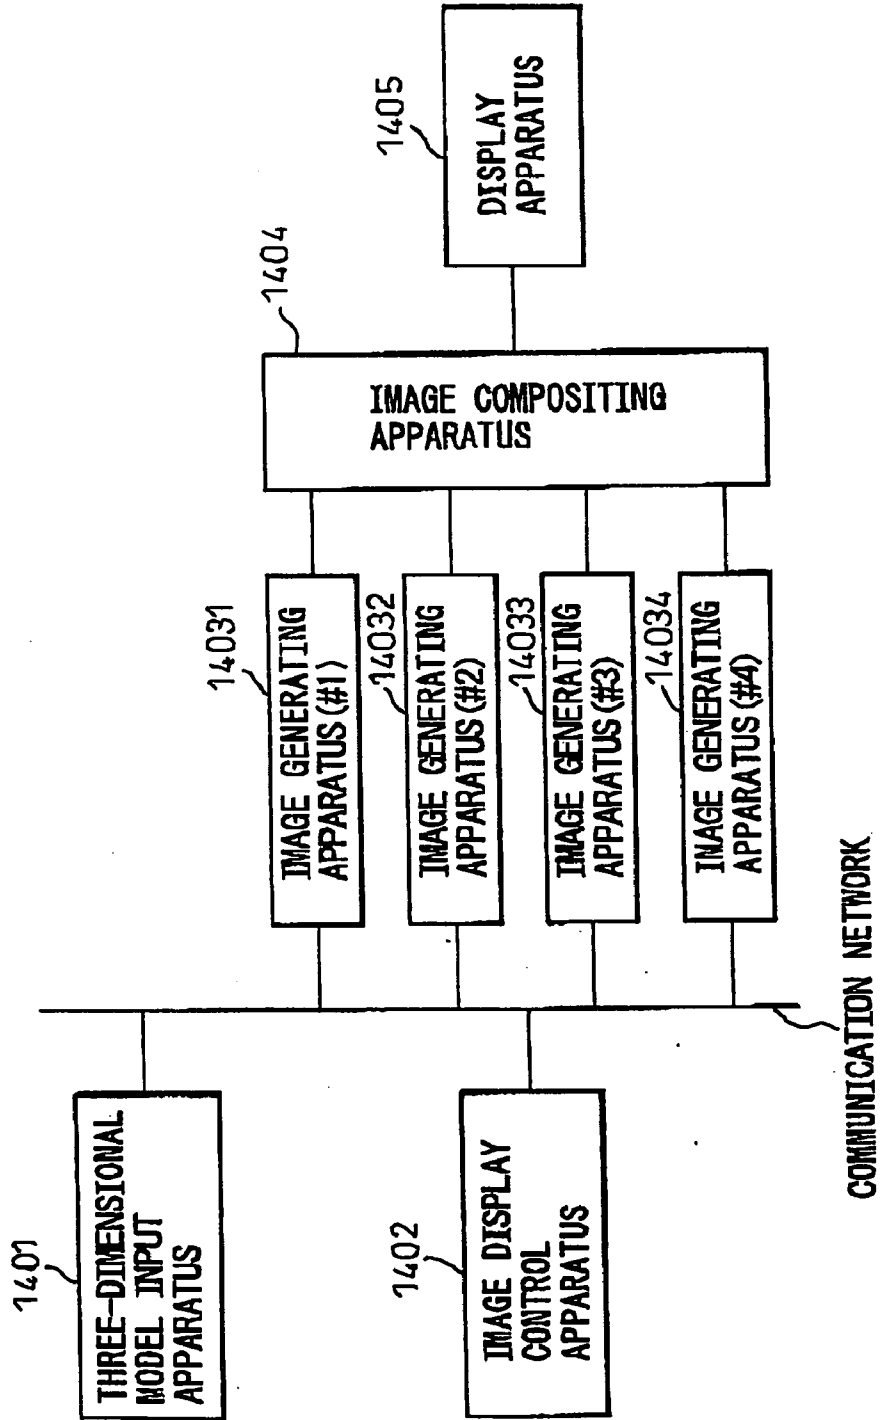 1401
THREE-DIMENSIONAL
MODEL INPUT
APPARATUS
1402
IMAGE DISPLAY
CONTROL
APPARATUS
COMMUNICATION NETWORK
14031
IMAGE GENERATING
APPARATUS(#1)
14032
IMAGE GENERATING
APPARATUS(#2)
14033
IMAGE GENERATING
APPARATUS(#3)
14034
IMAGE GENERATING
APPARATUS(#4)
1404
IMAGE COMPOSITING
APPARATUS
1405
DISPLAY
APPARATUS